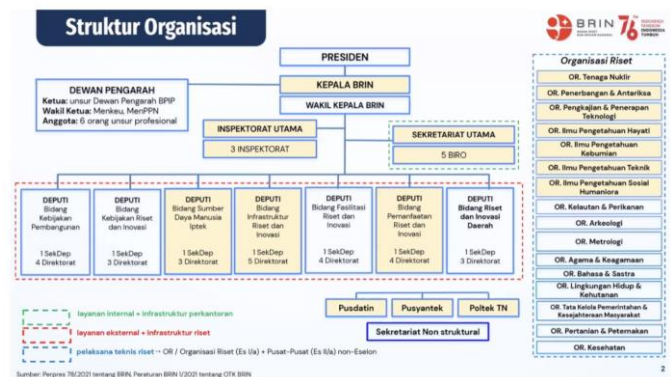 Struktur Organisasi
BRIN
BADAN RISET
DAN INOVASI NASIONAL
76
INDONESIA
TANGGUH
INDONESIA
TUMBUH
PRESIDEN
KEPALA BRIN
WAKIL KEPALA BRIN
DEWAN PENGARAH
Ketua: unsur Dewan Pengarah BPIP
Wakil Ketua: Menkeu, MenPPN
Anggota: 6 orang unsur profesional
INSPEKTORAT UTAMA
3 INSPEKTORAT
SEKRETARIAT UTAMA
5 BIRO
DEPUTI
Bidang
Kebijakan
Pembangunan
1 SekDep
4 Direktorat
DEPUTI
Bidang
Kebijakan Riset
dan Inovasi
1 SekDep
3 Direktorat
DEPUTI
Bidang Sumber
Daya Manusia
Iptek
1 SekDep
3 Direktorat
DEPUTI
Bidang
Infrastruktur
Riset dan
Inovasi
1 SekDep
5 Direktorat
DEPUTI
Bidang Fasilitasi
Riset dan
Inovasi
1 SekDep
4 Direktorat
DEPUTI
Bidang
Pemanfaatan
Riset dan
Inovasi
1 SekDep
4 Direktorat
DEPUTI
Bidang Riset
dan Inovasi
Daerah
1 SekDep
3 Direktorat
Pusdatin
Pusyantek
Poltek TN
Sekretariat Non struktural
layanan internal + infrastruktur perkantoran
layanan eksternal + infrastruktur riset
pelaksana teknis riset → OR / Organisasi Riset (Es I/a) + Pusat-Pusat (Es II/a) non-Eselon
Organisasi Riset
OR. Tenaga Nuklir
OR. Penerbangan & Antariksa
OR. Pengkajian & Penerapan
Teknologi
OR. Ilmu Pengetahuan Hayati
OR. Ilmu Pengetahuan
Kebumian
OR. Ilmu Pengetahuan Teknik
OR. Ilmu Pengetahuan Sosial
Humaniora
OR. Kelautan & Perikanan
OR. Arkeologi
OR. Metrologi
OR. Agama & Keagamaan
OR. Bahasa & Sastra
OR. Lingkungan Hidup &
Kehutanan
OR. Tata Kelola Pemerintahan &
Kesejahteraan Masyarakat
OR. Pertanian & Peternakan
OR. Kesehatan
Sumber: Perpres 78/2021 tentang BRIN, Peraturan BRIN 1/2021 tentang OTK BRIN
2